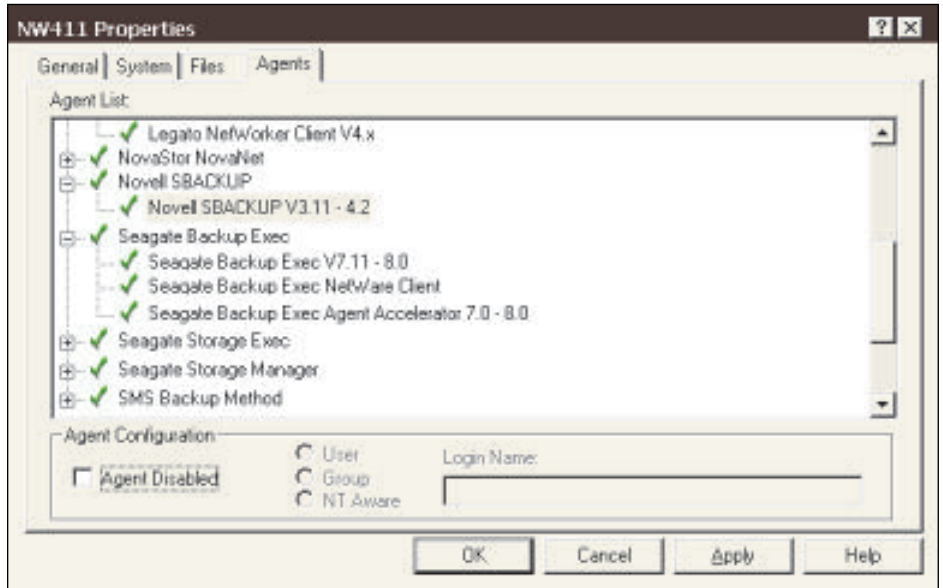 NW411 Properties
General System Files Agents
Agent List:
Legato NetWorker Client V4.x
NovaStor NovaNet
Novell SBACKUP
Novell SBACKUP V3.11 - 4.2
Seagate Backup Exec
Seagate Backup Exec V7.11 - 8.0
Seagate Backup Exec NetWare Client
Seagate Backup Exec Agent Accelerator 7.0 - 8.0
Seagate Storage Exec
Seagate Storage Manager
SMS Backup Method
Agent Configuration
Agent Disabled
User
Group
NT Aware
Login Name:
OK Cancel Apply Help